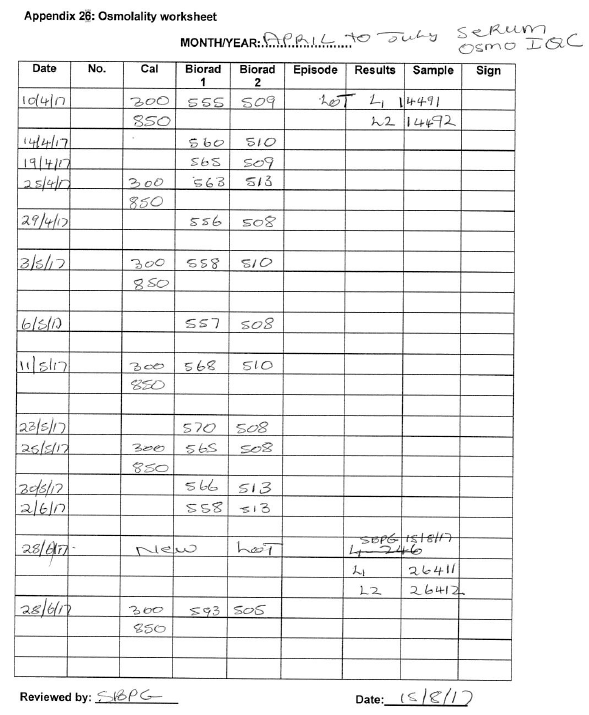 Appendix 26: Osmolality worksheet
MONTH/YEAR: APRIL to July Serum OSMO IQC
Date No. Cal Biorad 1 Biorad 2 Episode Results Sample Sign
10/4/17 300 555 509 LOT L1 14491
850 L2 14492
14/4/17 560 510
19/4/17 565 509
25/4/17 300 563 513
850
29/4/17 556 508
3/5/17 300 558 510
850
6/5/17 557 508
11/5/17 300 568 510
850
23/5/17 570 508
25/5/17 300 565 508
850
30/5/17 566 513
2/6/17 558 513
SBPG 15/8/17
28/6/17. New LOT L 246
L1 26411
L2 26412
28/6/17 300 593 505
850
Reviewed by: SBPG Date: 15/8/17